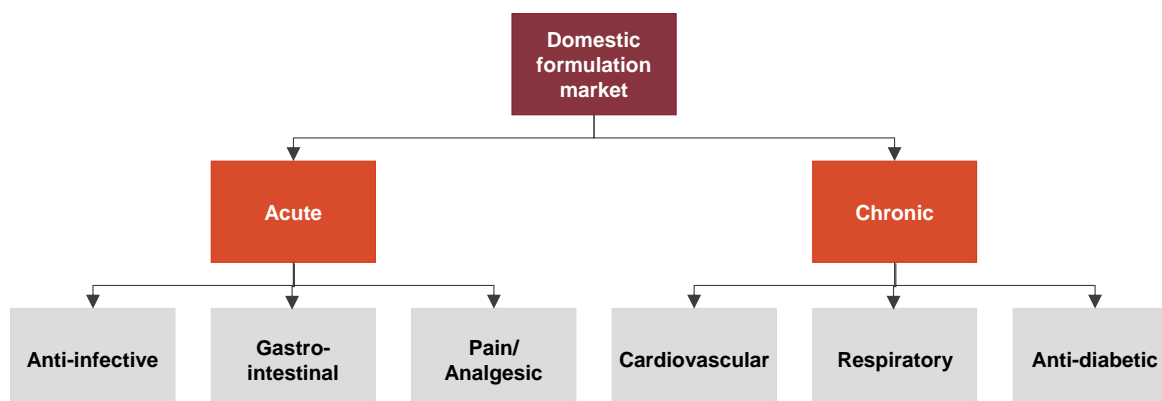 Domestic
formulation
market
Acute
Chronic
Anti-infective
Gastro-
intestinal
Pain/
Analgesic
Cardiovascular
Respiratory
Anti-diabetic